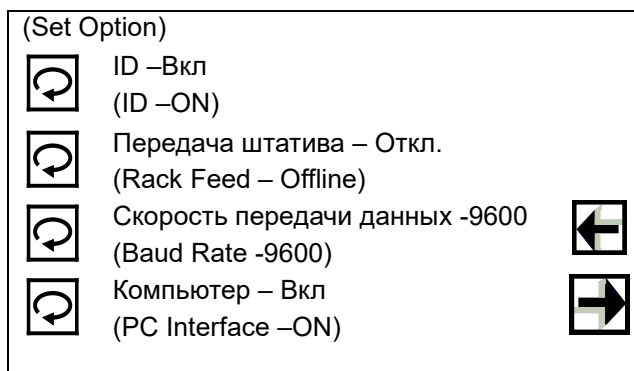 (Set Option)
ID –Вкл
(ID –ON)
Передача штатива – Откл.
(Rack Feed – Offline)
Скорость передачи данных -9600
(Baud Rate -9600)
Компьютер – Вкл
(PC Interface –ON)